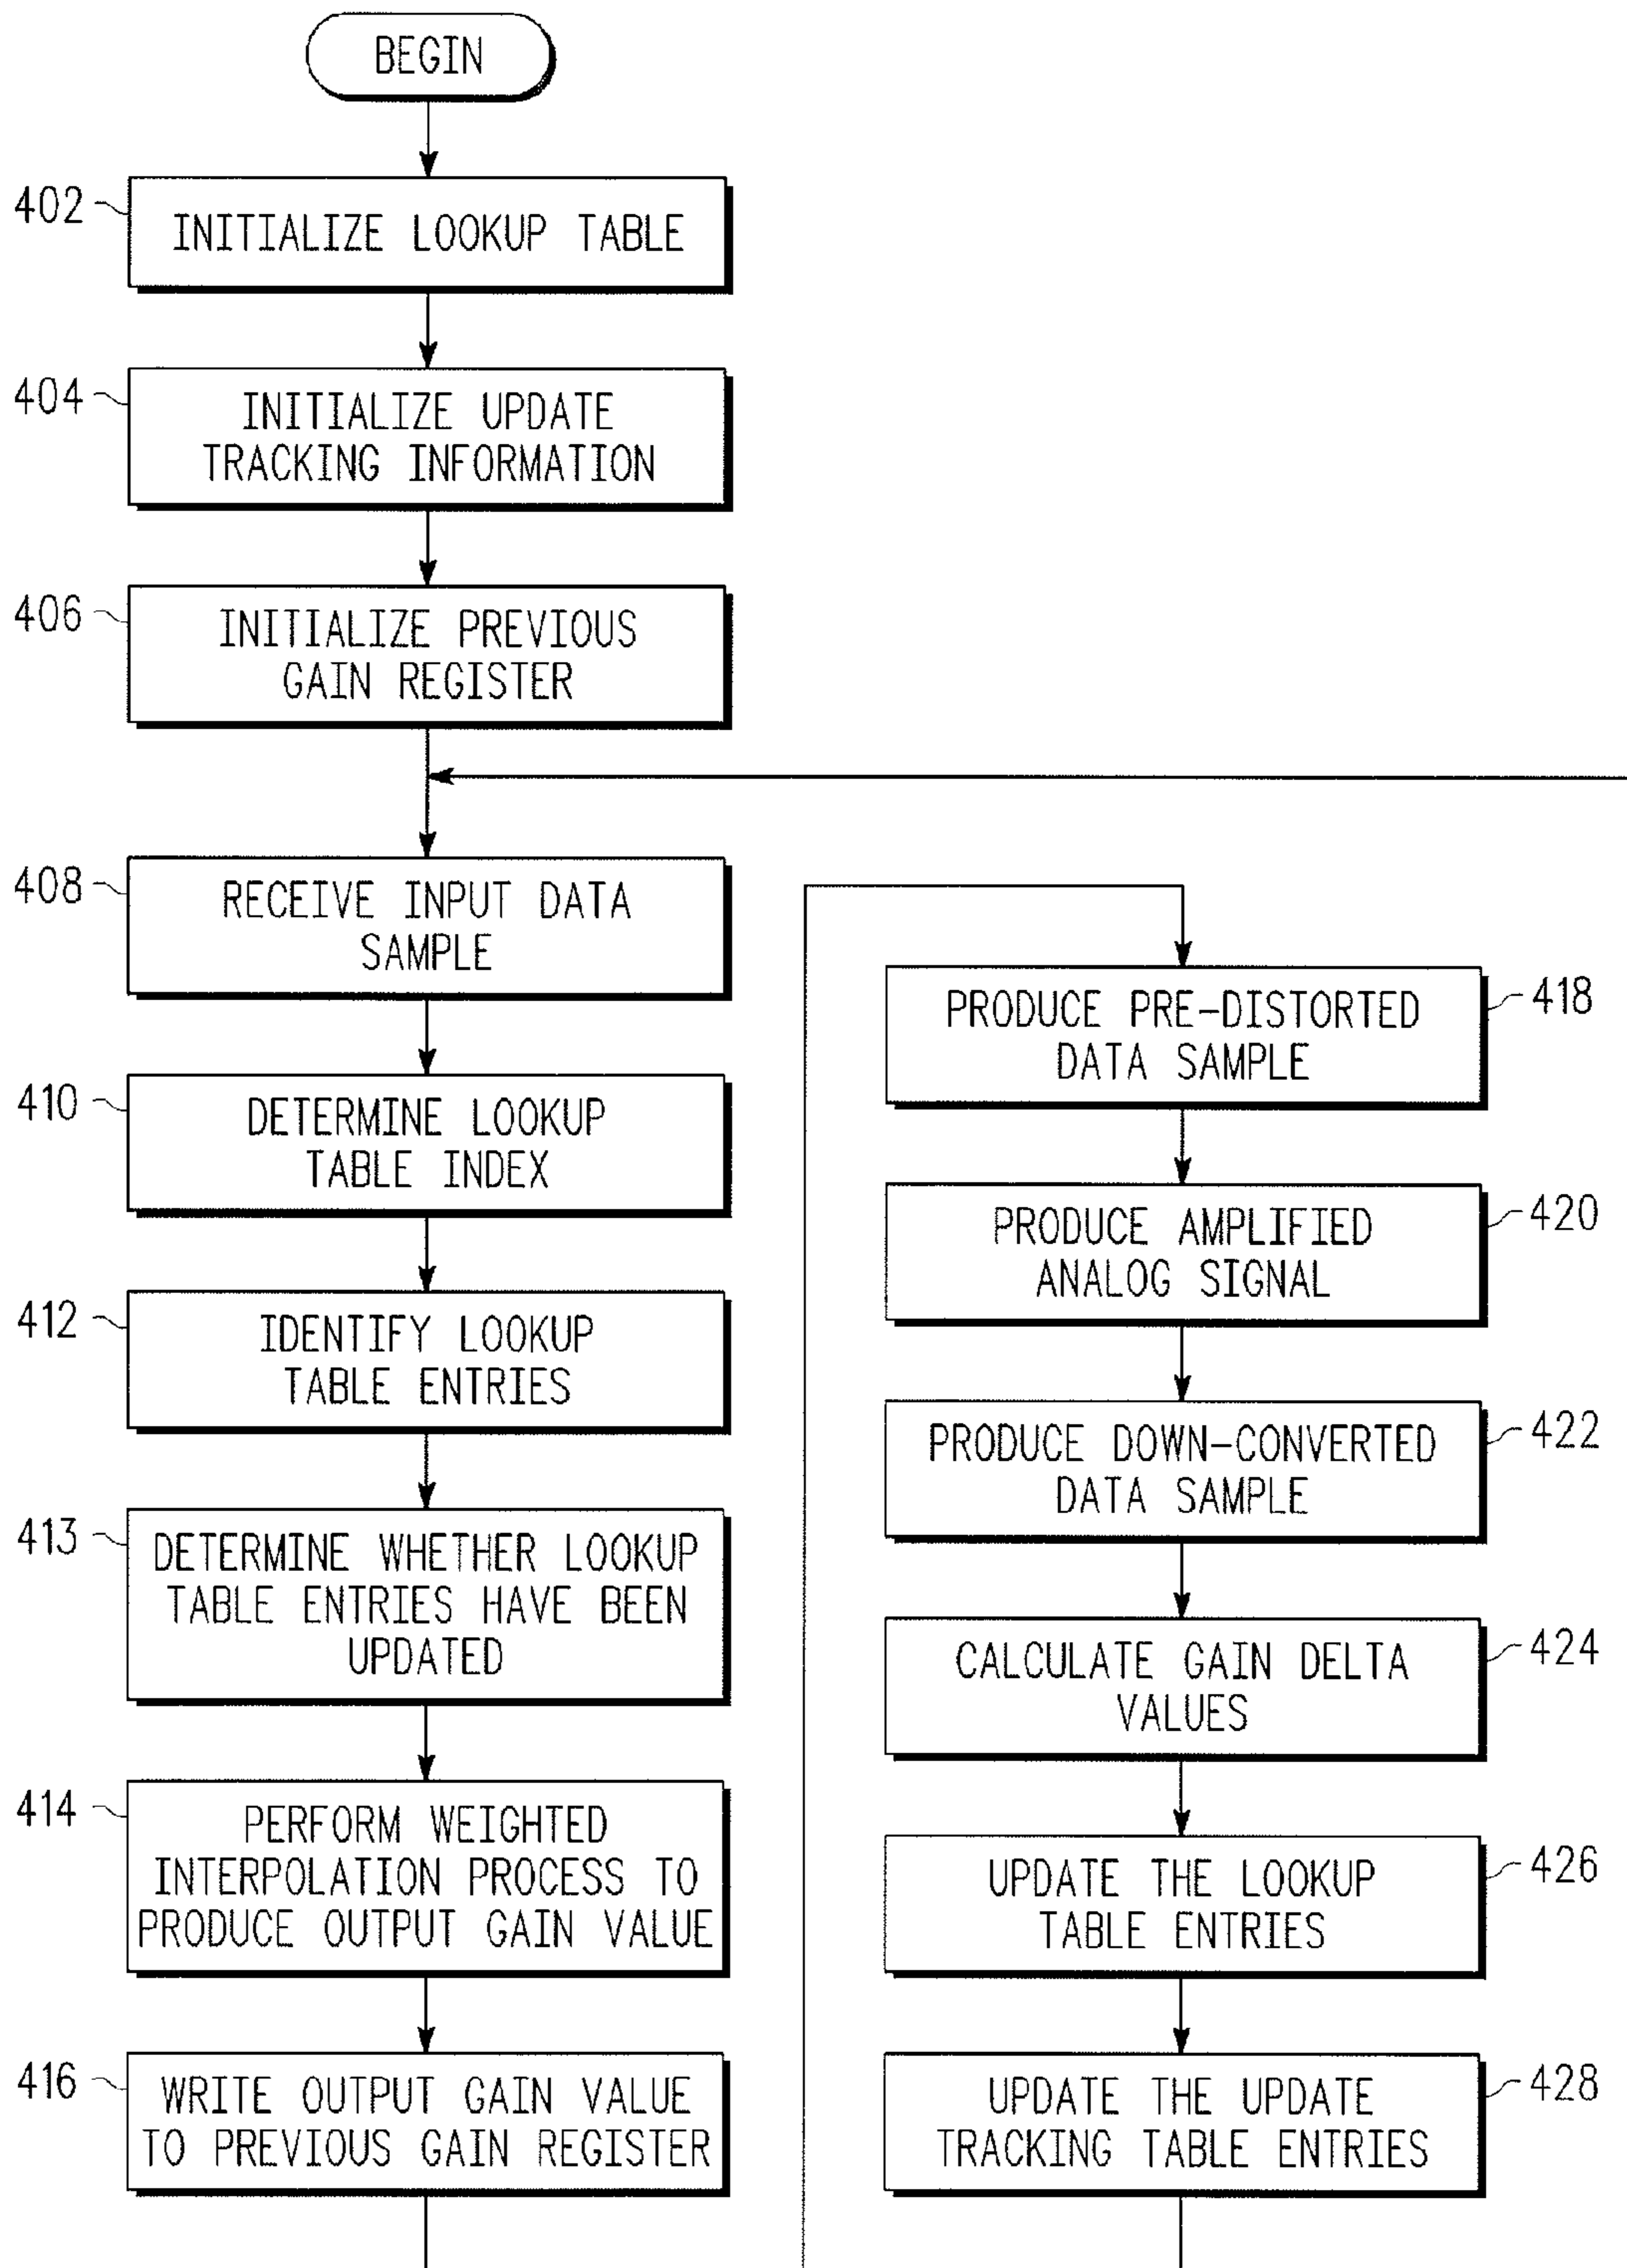 BEGIN
402
INITIALIZE LOOKUP TABLE
404
INITIALIZE UPDATE
TRACKING INFORMATION
406
INITIALIZE PREVIOUS
GAIN REGISTER
408
RECEIVE INPUT DATA
SAMPLE
410
DETERMINE LOOKUP
TABLE INDEX
412
IDENTIFY LOOKUP
TABLE ENTRIES
413
DETERMINE WHETHER LOOKUP
TABLE ENTRIES HAVE BEEN
UPDATED
414
PERFORM WEIGHTED
INTERPOLATION PROCESS TO
PRODUCE OUTPUT GAIN VALUE
416
WRITE OUTPUT GAIN VALUE
TO PREVIOUS GAIN REGISTER
PRODUCE PRE-DISTORTED
DATA SAMPLE
418
PRODUCE AMPLIFIED
ANALOG SIGNAL
420
PRODUCE DOWN-CONVERTED
DATA SAMPLE
422
CALCULATE GAIN DELTA
VALUES
424
UPDATE THE LOOKUP
TABLE ENTRIES
426
UPDATE THE UPDATE
TRACKING TABLE ENTRIES
428